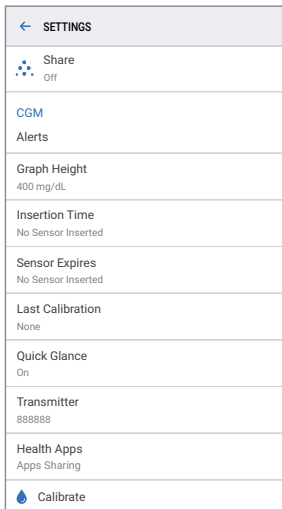 SETTINGS
Share
Off
CGM
Alerts
Graph Height
400 mg/dL
Insertion Time
No Sensor Inserted
Sensor Expires
No Sensor Inserted
Last Calibration
None
Quick Glance
On
Transmitter
888888
Health Apps
Apps Sharing
Calibrate